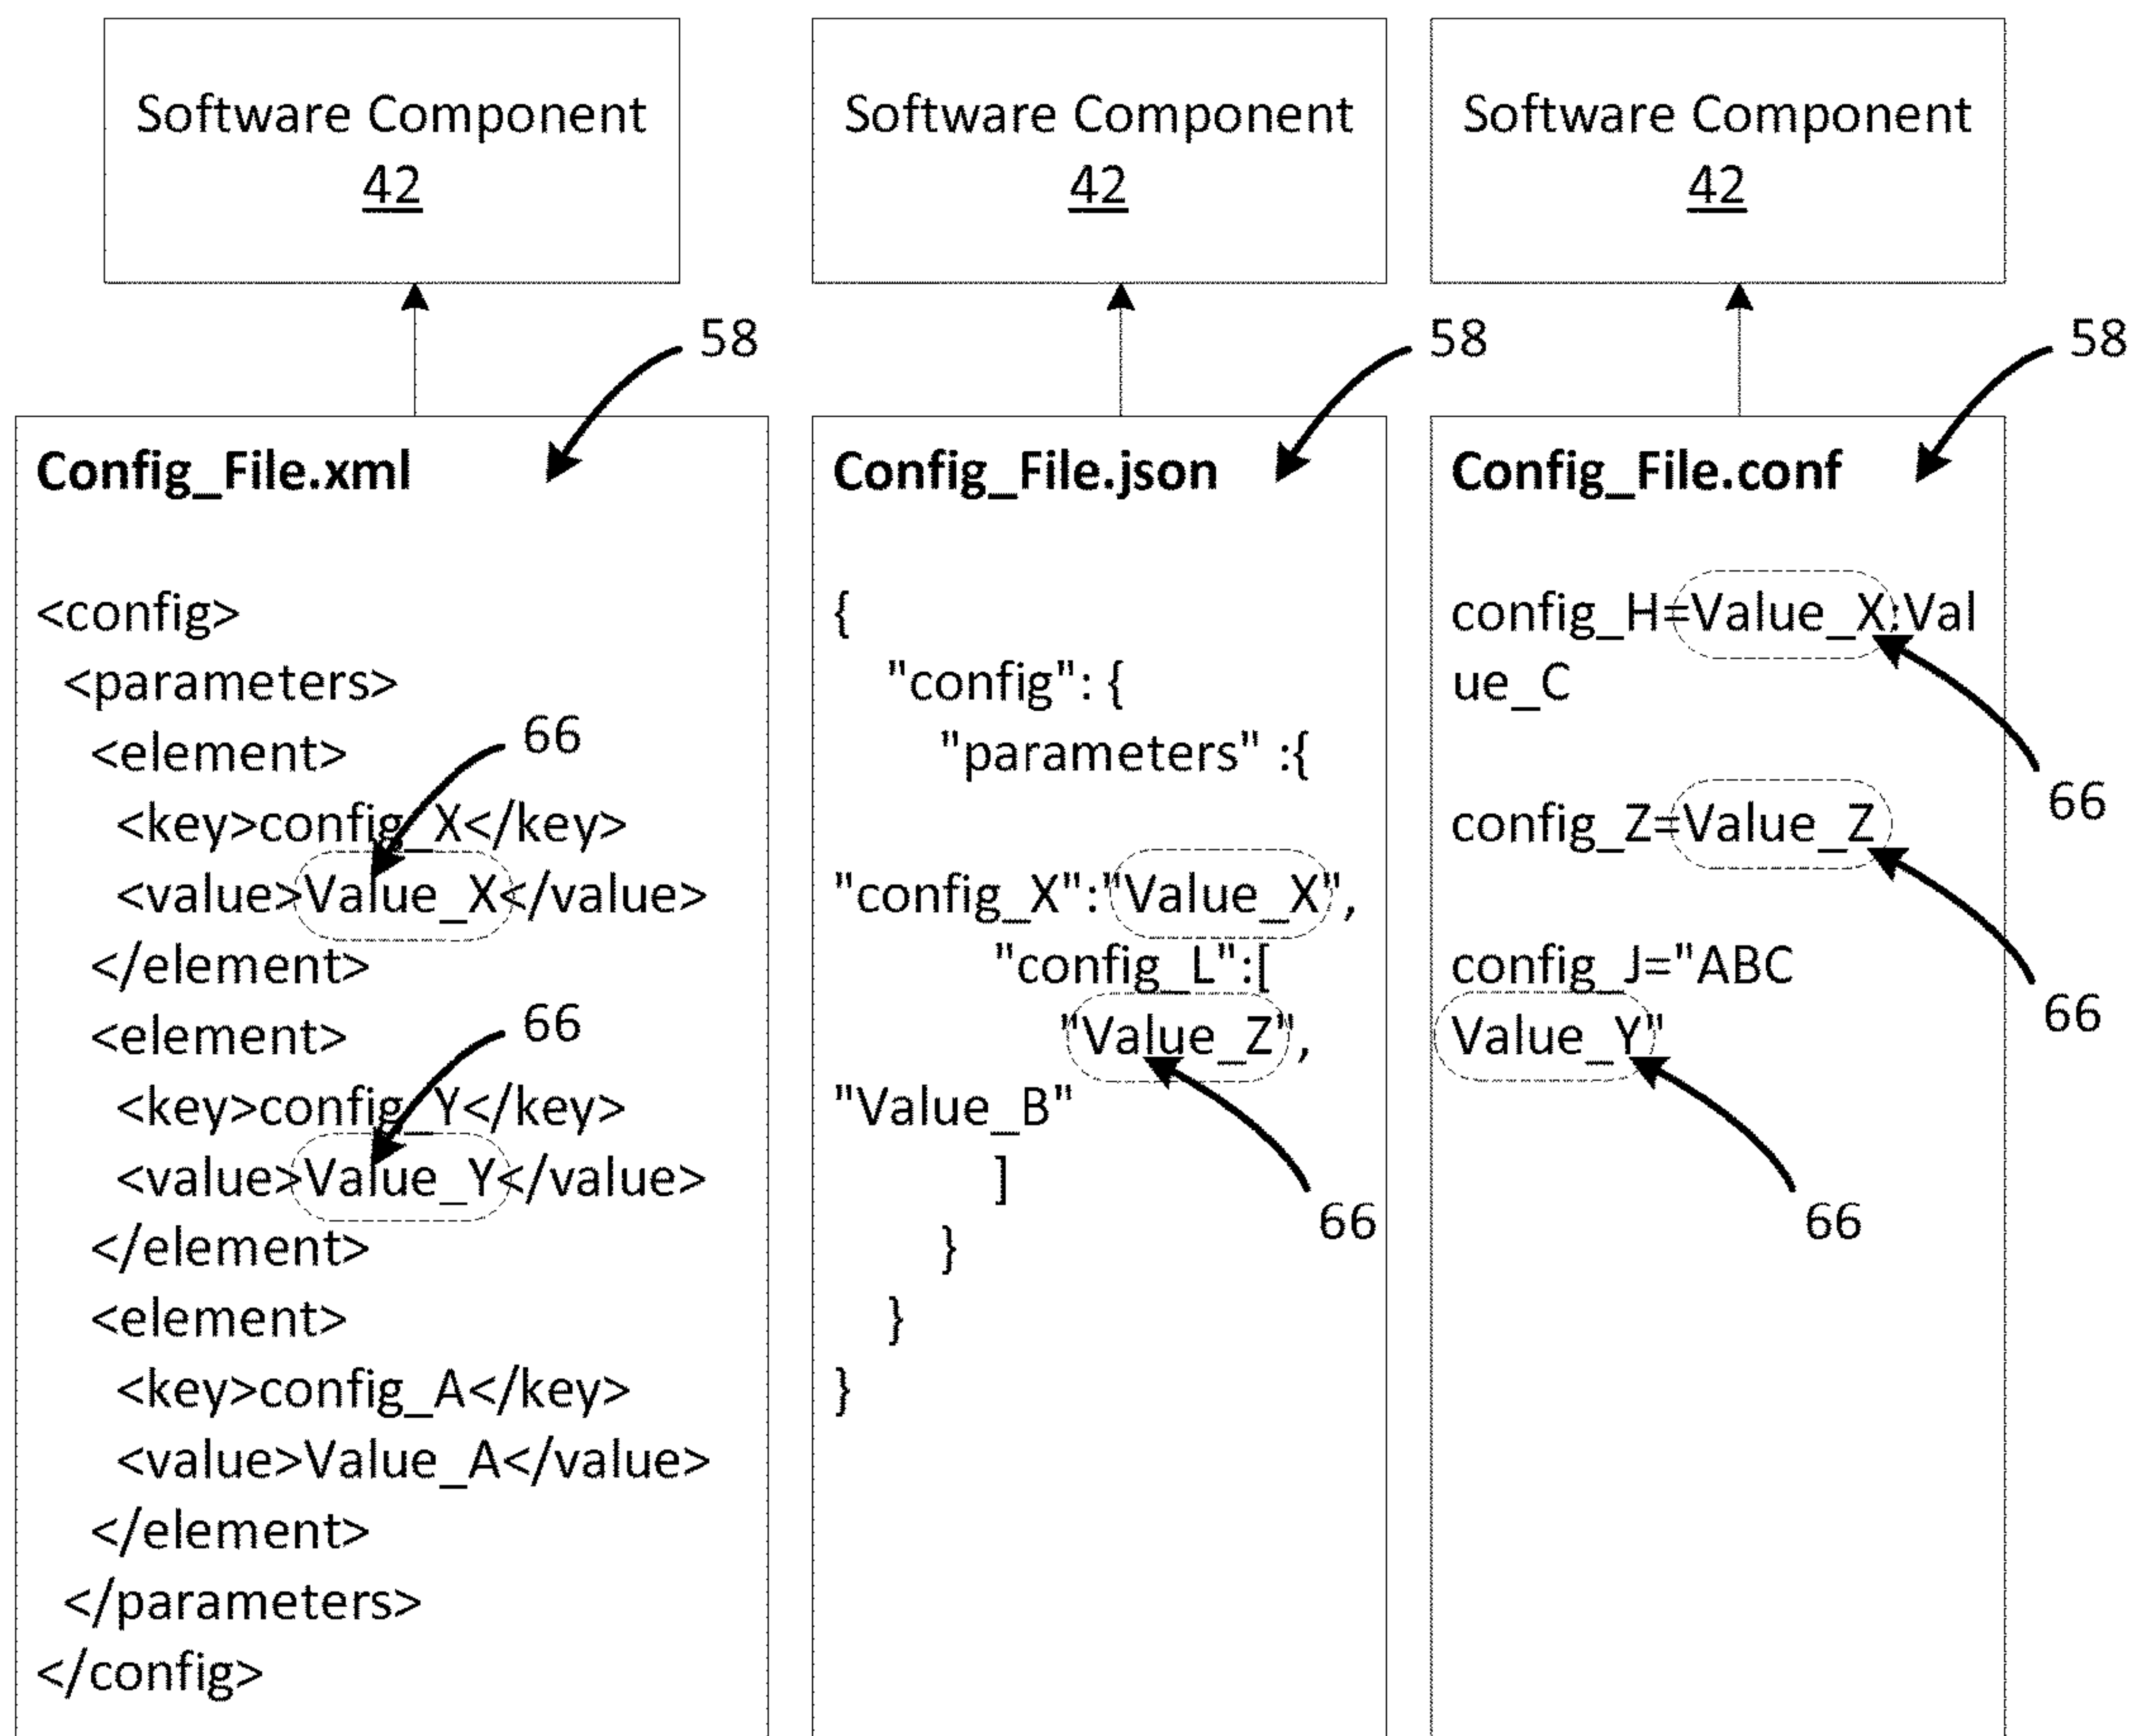 Software Component
42
Software Component
42
Software Component
42
58
58
58
Config_File.xml
<config>
<parameters>
<element>
66
<key>config_X</key>
<value>Value_X</value>
</element>
<element>
66
<key>config_Y</key>
<value>Value_Y</value>
</element>
<element>
<key>config_A</key>
<value>Value_A</value>
</element>
</parameters>
</config>
Config_File.json
{
"config": {
"parameters" :{
"config_X":"Value_X",
"config_L":[
"Value_Z",
"Value_B"
]
66
}
}
}
Config_File.conf
config_H=Value_X;Val
ue_C
66
config_Z=Value_Z
config_J="ABC
66
Value_Y"
66